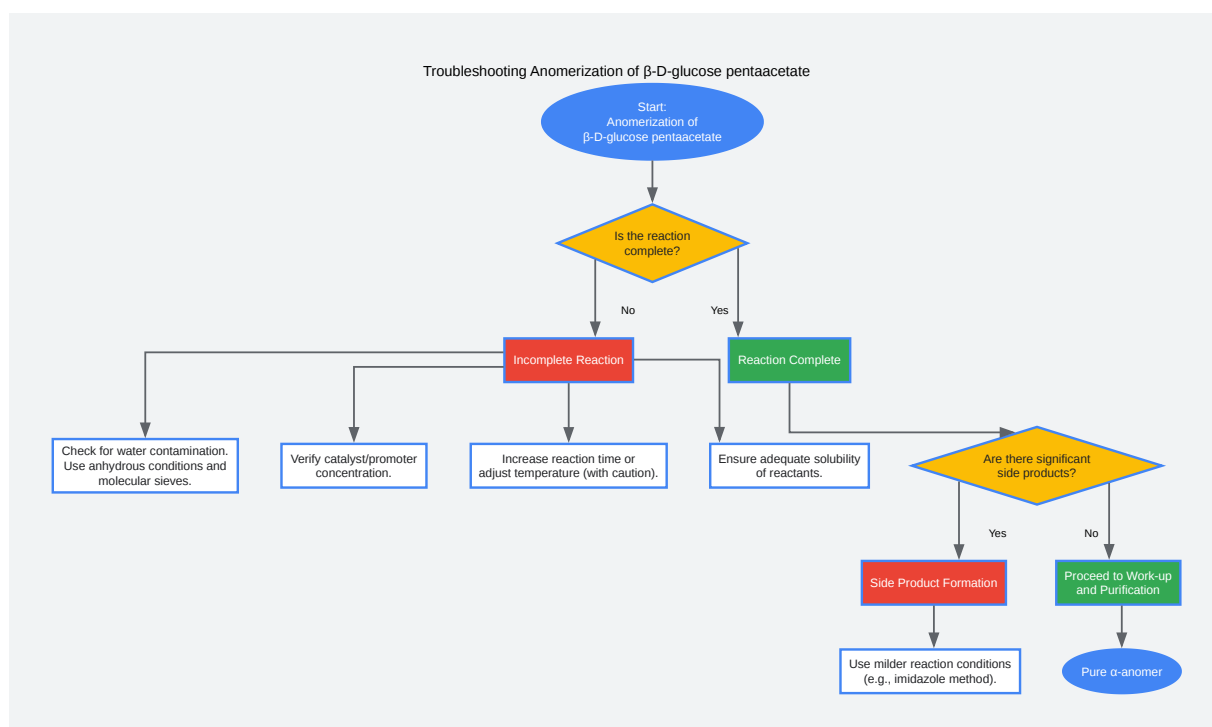 Troubleshooting Anomerization of β-D-glucose pentaacetate
Start:
Anomerization of
β-D-glucose pentaacetate
Is the reaction
complete?
No
Yes
Incomplete Reaction
Reaction Complete
Check for water contamination.
Use anhydrous conditions and
molecular sieves.
Verify catalyst/promoter
concentration.
Increase reaction time or
adjust temperature (with caution).
Ensure adequate solubility
of reactants.
Are there significant
side products?
Yes
No
Side Product Formation
Proceed to Work-up
and Purification
Use milder reaction conditions
(e.g., imidazole method).
Pure α-anomer